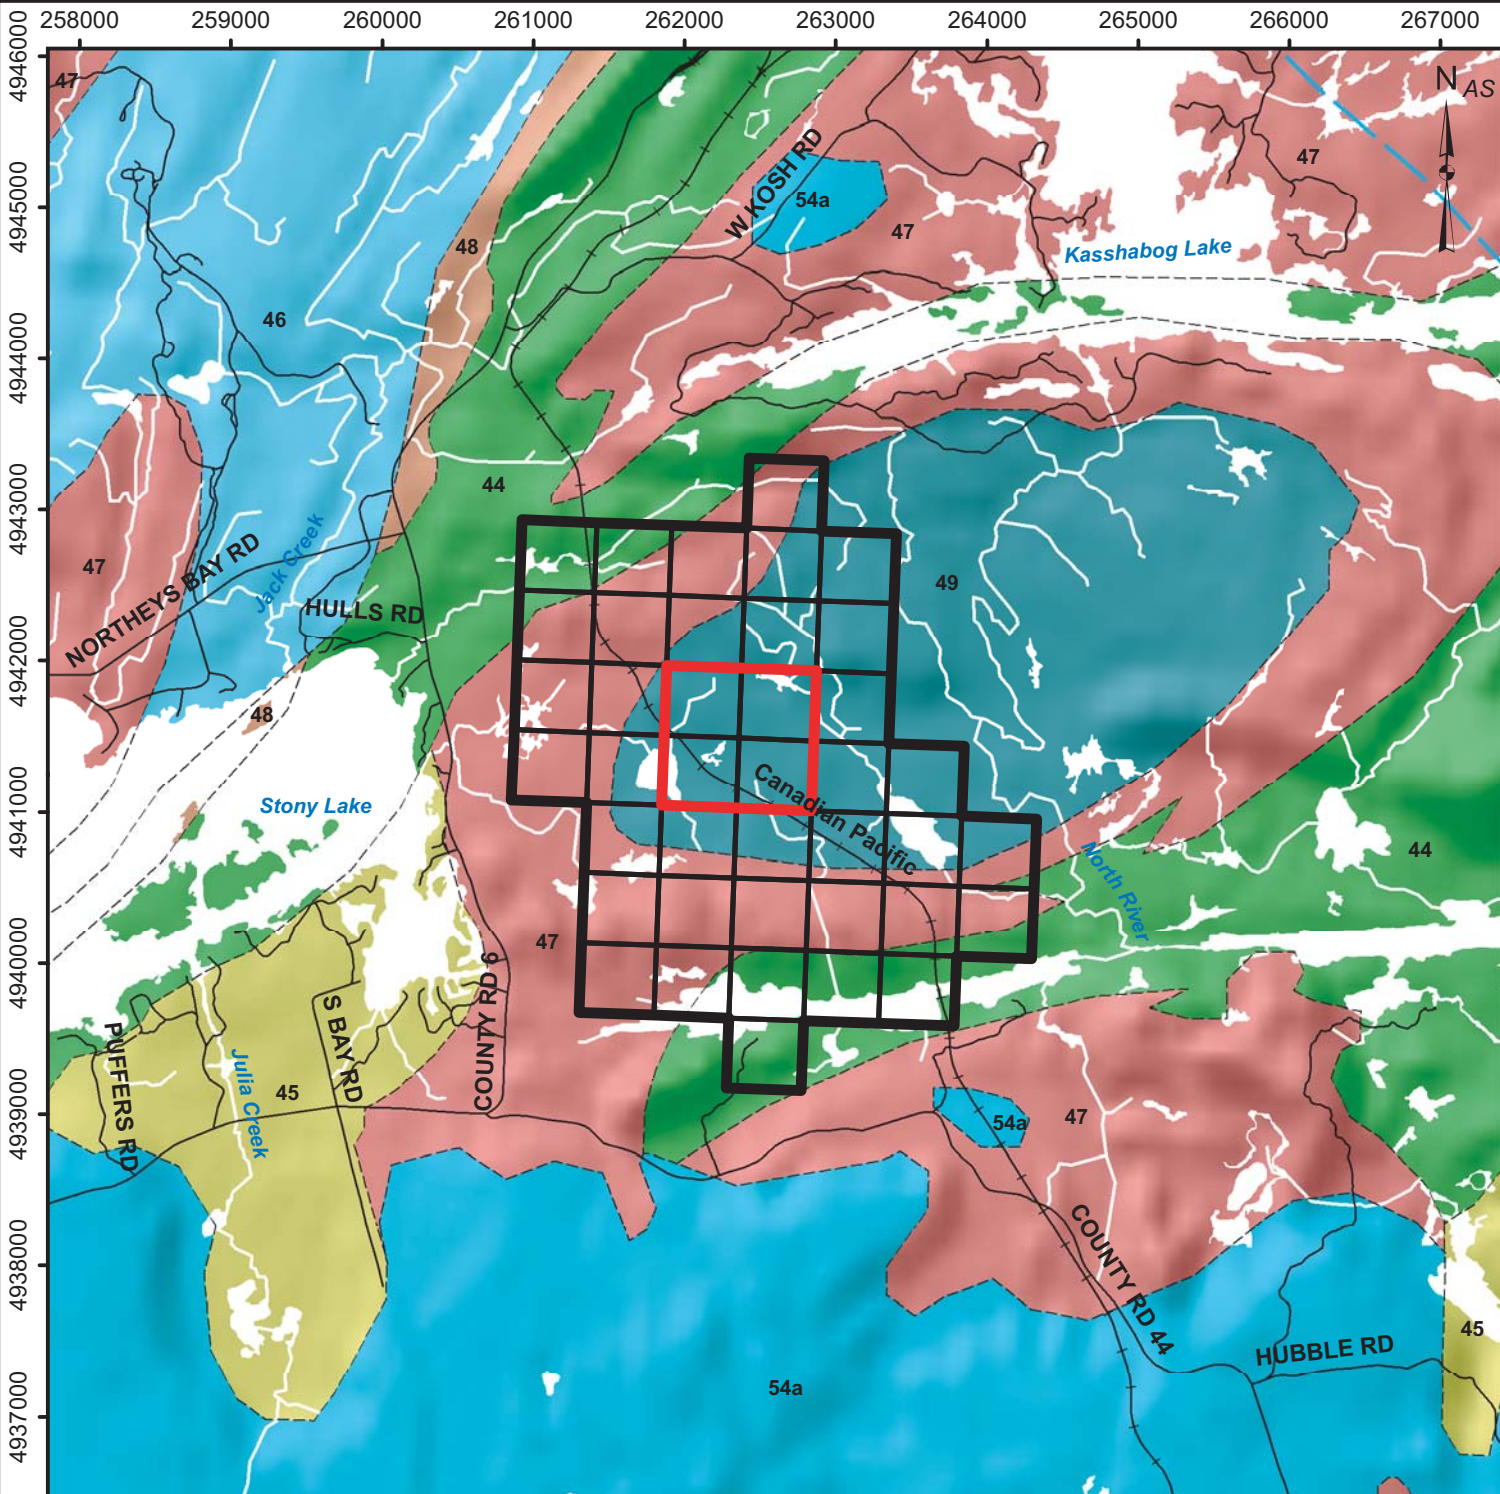 258000 259000 260000 261000 262000 263000 264000 265000 266000 267000
4946000
4945000
4944000
4943000
4942000
4941000
4940000
4939000
4938000
4937000
47
N
AS
W KOSH RD
47
54a
47
48
Kasshabog Lake
46
44
49
47
NORTHEYS BAY RD
Jack Creek
HULLS RD
48
Stony Lake
Canadian Pacific
North River
44
47
COUNTY RD 6
S BAY RD
PUFFERS RD
Julia Creek
45
54a
47
COUNTY RD 44
HUBBLE RD
45
54a